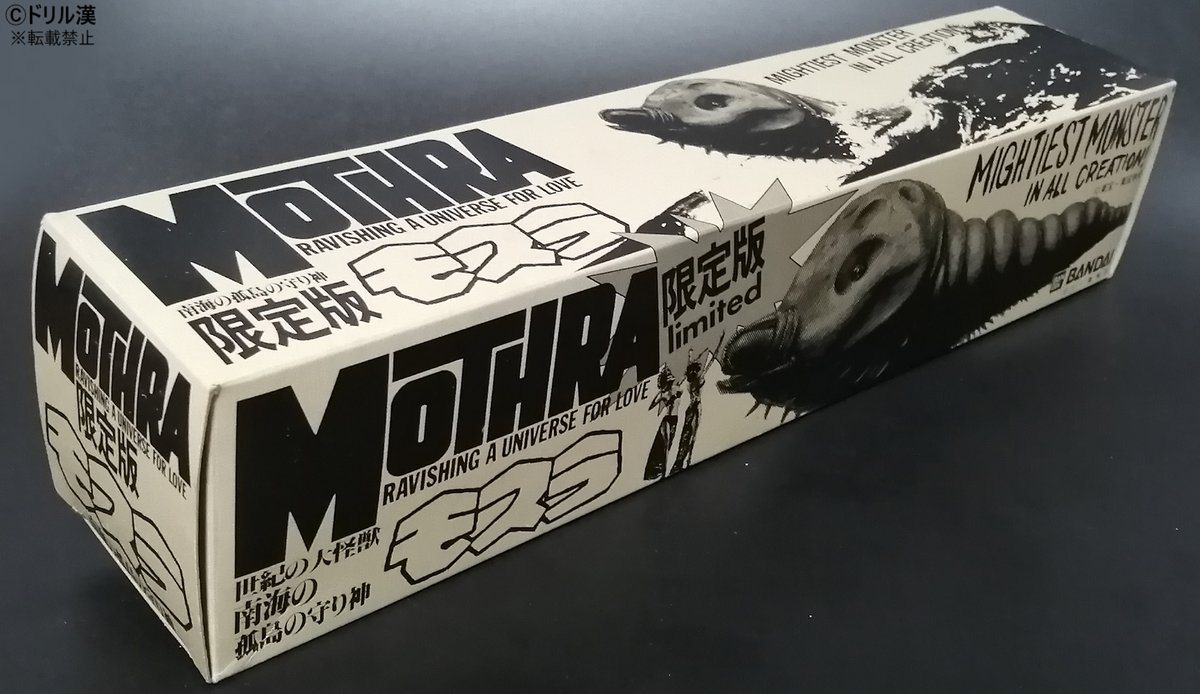 ©ドリル漢
※転載禁止
MIGHTIEST MONSTER
IN ALL CREATION!
MOTHRA
RAVISHING A UNIVERSE FOR LOVE
モスラ
南海の孤島の守り神
限定版
MIGHTIEST MONSTER
IN ALL CREATION!
BANDAI
限定版
limited
MOTHRA
RAVISHING A UNIVERSE FOR LOVE
モスラ
世紀の大怪獣
南海の
孤島の守り神
MOTHRA
RAVISHING A UNIVERSE FOR LOVE
限定版
モスラ